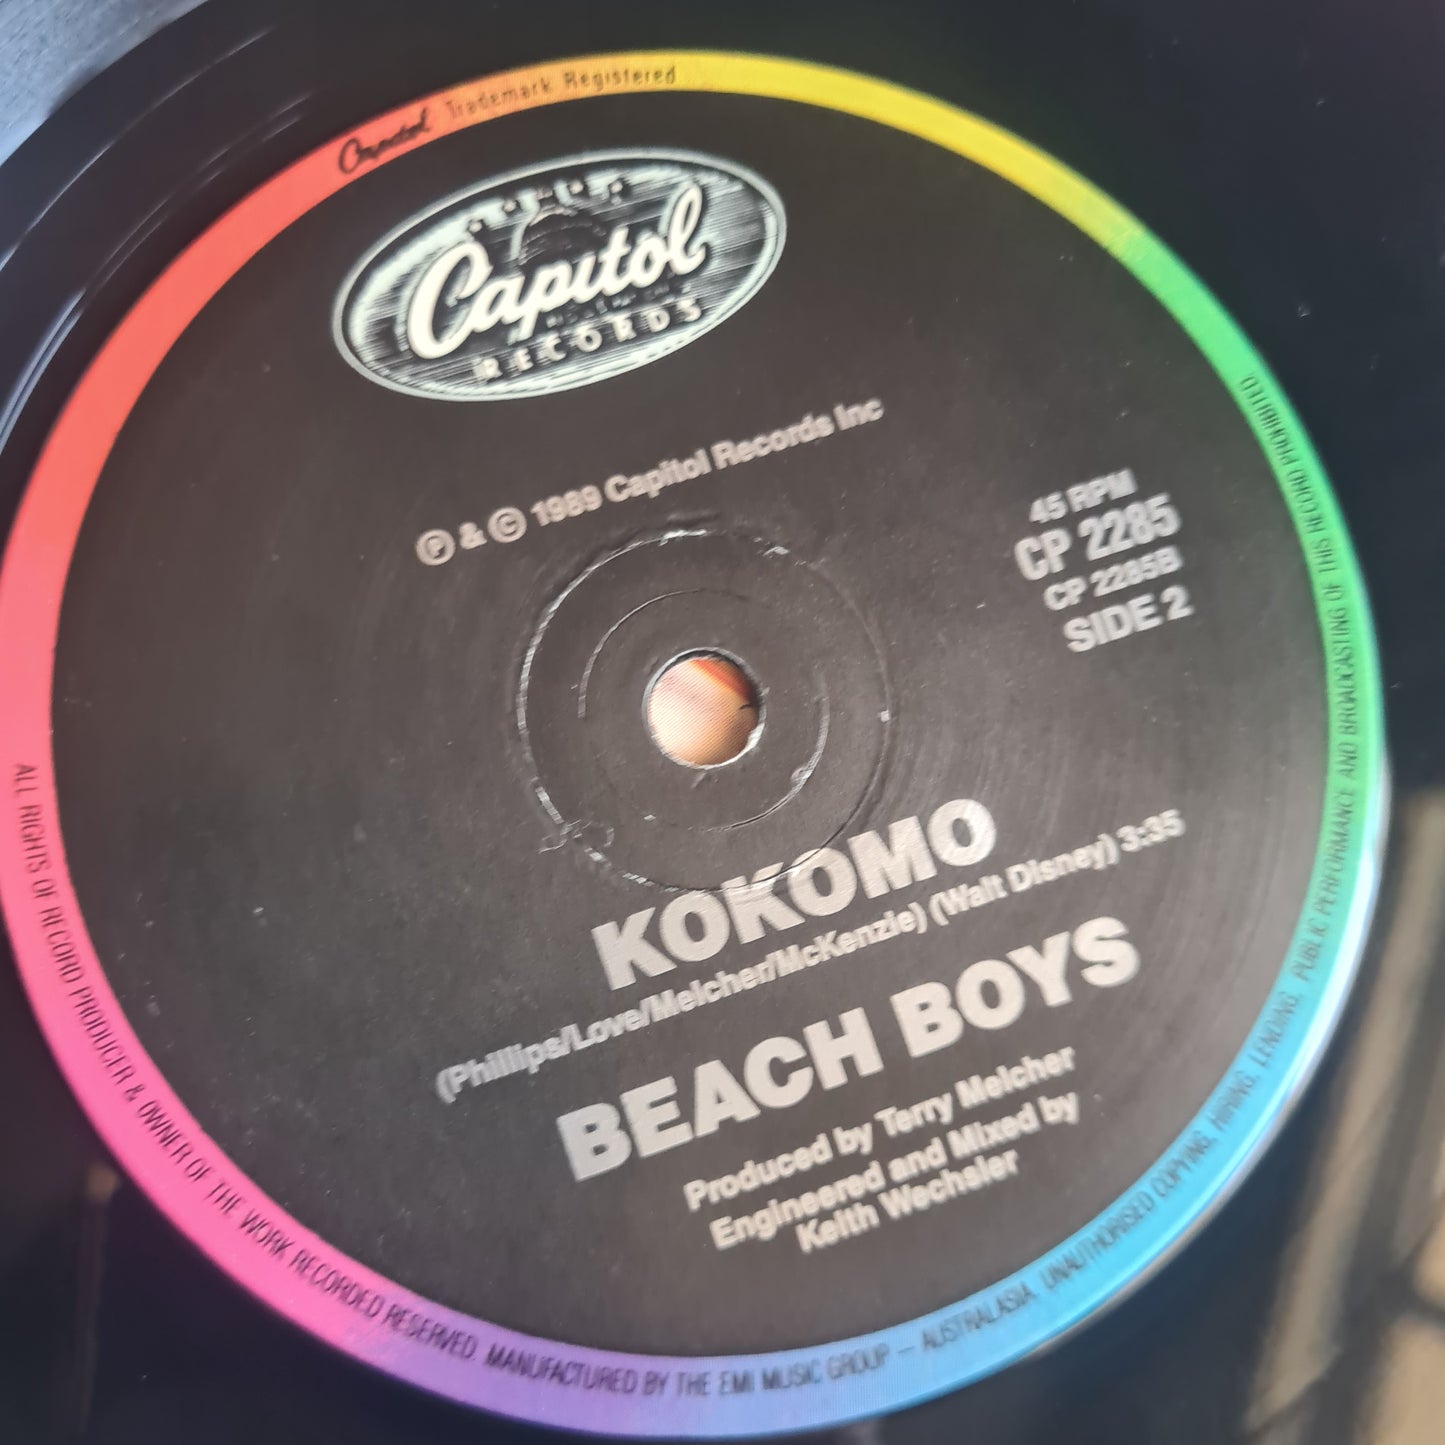 Capitol Trademark Registered
Capitol
RECORDS
Ⓟ & © 1989 Capitol Records Inc
45 RPM
CP 2285
CP 2285B
SIDE 2
KOKOMO
(Phillips/Love/Melcher/McKenzie) (Walt Disney) 3:35
BEACH BOYS
Produced by Terry Melcher
Engineered and Mixed by
Keith Wechsler
ALL RIGHTS OF RECORD PRODUCER & OWNER OF THE WORK RECORDED RESERVED. MANUFACTURED BY THE EMI MUSIC GROUP — AUSTRALASIA. UNAUTHORISED COPYING, HIRING, LENDING, PUBLIC PERFORMANCE AND BROADCASTING OF THIS RECORD PROHIBITED.